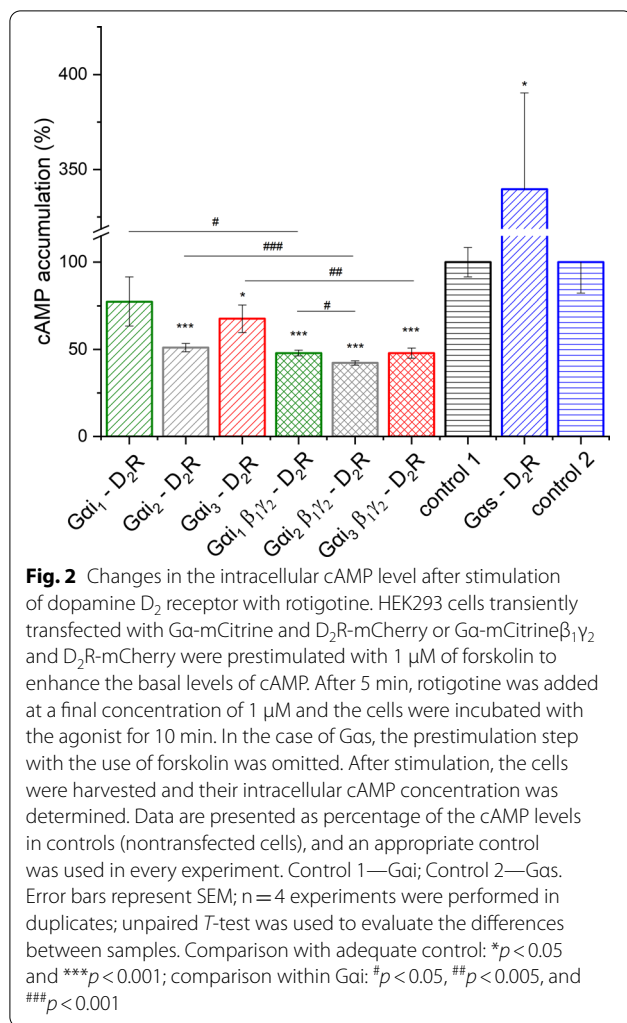 400
350
100
50
0
cAMP accumulation (%)
*
#
###
##
#
***
*
***
***
***
Gαi₁ - D₂R
Gαi₂ - D₂R
Gαi₃ - D₂R
Gαi₁ β₁γ₂ - D₂R
Gαi₂ β₁γ₂ - D₂R
Gαi₃ β₁γ₂ - D₂R
control 1
Gαs - D₂R
control 2
Fig. 2 Changes in the intracellular cAMP level after stimulation
of dopamine D₂ receptor with rotigotine. HEK293 cells transiently
transfected with Gα-mCitrine and D₂R-mCherry or Gα-mCitrineβ₁γ₂
and D₂R-mCherry were prestimulated with 1 μM of forskolin to
enhance the basal levels of cAMP. After 5 min, rotigotine was added
at a final concentration of 1 μM and the cells were incubated with
the agonist for 10 min. In the case of Gαs, the prestimulation step
with the use of forskolin was omitted. After stimulation, the cells
were harvested and their intracellular cAMP concentration was
determined. Data are presented as percentage of the cAMP levels
in controls (nontransfected cells), and an appropriate control
was used in every experiment. Control 1—Gαi; Control 2—Gαs.
Error bars represent SEM; n = 4 experiments were performed in
duplicates; unpaired T-test was used to evaluate the differences
between samples. Comparison with adequate control: *p < 0.05
and ***p < 0.001; comparison within Gαi: #p < 0.05, ##p < 0.005, and
###p < 0.001